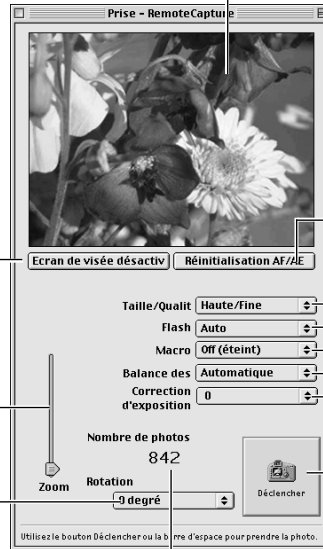 Prise – RemoteCapture
Ecran de visée désactiv
Réinitialisation AF/AE
Taille/Qualit Haute/Fine
Flash Auto
Macro Off (éteint)
Balance des Automatique
Correction d'exposition 0
Nombre de photos
842
Zoom
Rotation
0 degré
Déclencher
Utilisez le bouton Déclencher ou la barre d'espace pour prendre la photo.